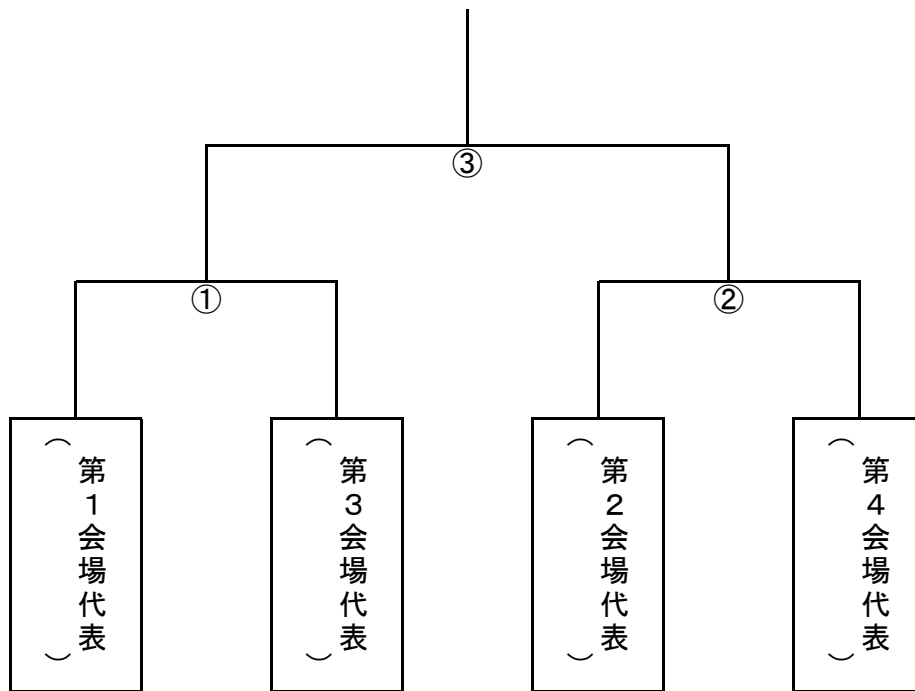 ③
①
②
第1会場代表
（　　　　　）
第3会場代表
（　　　　　）
第2会場代表
（　　　　　）
第4会場代表
（　　　　　）